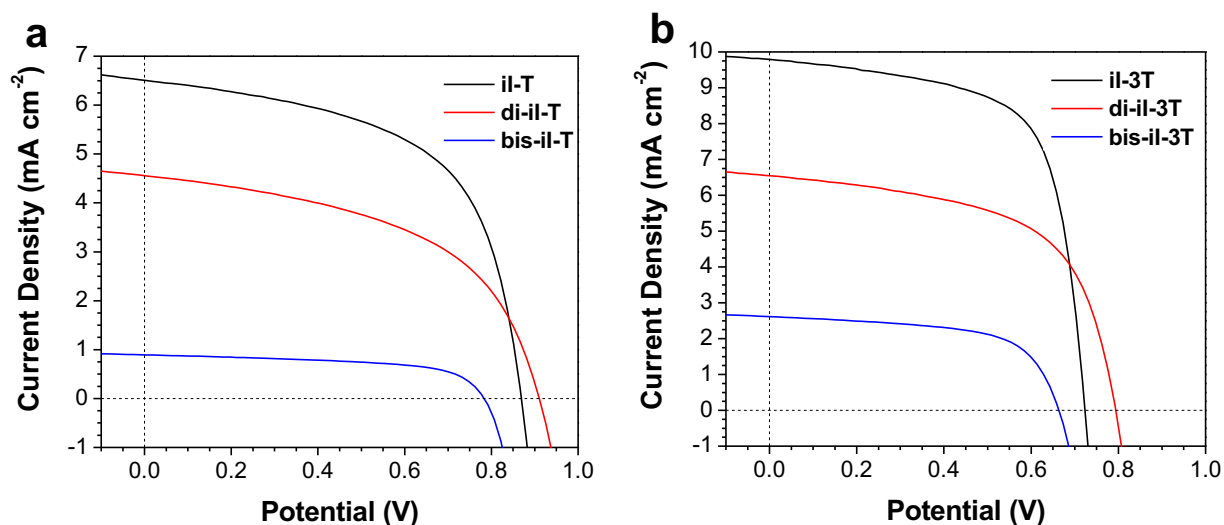 a
7
6
5
4
3
2
1
0
-1
0.0 0.2 0.4 0.6 0.8 1.0
Current Density (mA cm-2)
Potential (V)
il-T
di-il-T
bis-il-T
b
10
9
8
7
6
5
4
3
2
1
0
-1
0.0 0.2 0.4 0.6 0.8 1.0
Current Density (mA cm-2)
Potential (V)
il-3T
di-il-3T
bis-il-3T